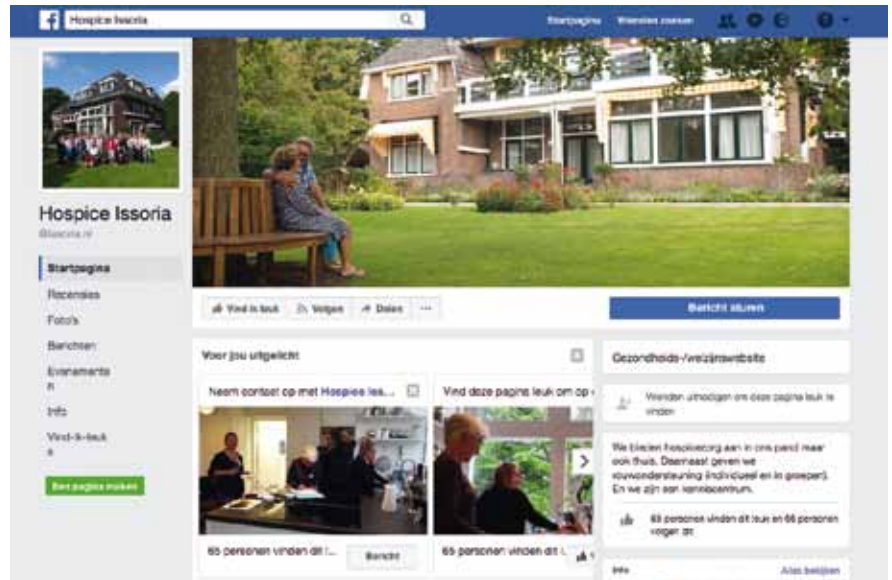 Hospice Issoria
Startpagina Vrienden zoeken
Hospice Issoria
Startpagina
Recensies
Foto's
Berichten
Evenementen
Info
Vind-ik-leuks
Een pagina maken
Vind ik leuk Volgen Delen ...
Bericht sturen
Voor jou uitgelicht
Neem contact op met Hospice Iss...
65 personen vinden dit l...
Bericht
Vind deze pagina leuk om op
65 personen vinden dit l
Gezondheids-/welzijnswebsite
Vrienden uitnodigen om deze pagina leuk te
vinden
We bieden hospicezorg aan in ons pand maar
ook thuis. Daarnaast geven we
rouwondersteuning (individueel en in groepen).
En we zijn een kenniscentrum.
65 personen vinden dit leuk en 66 personen
volgen dit
Info Alles bekijken